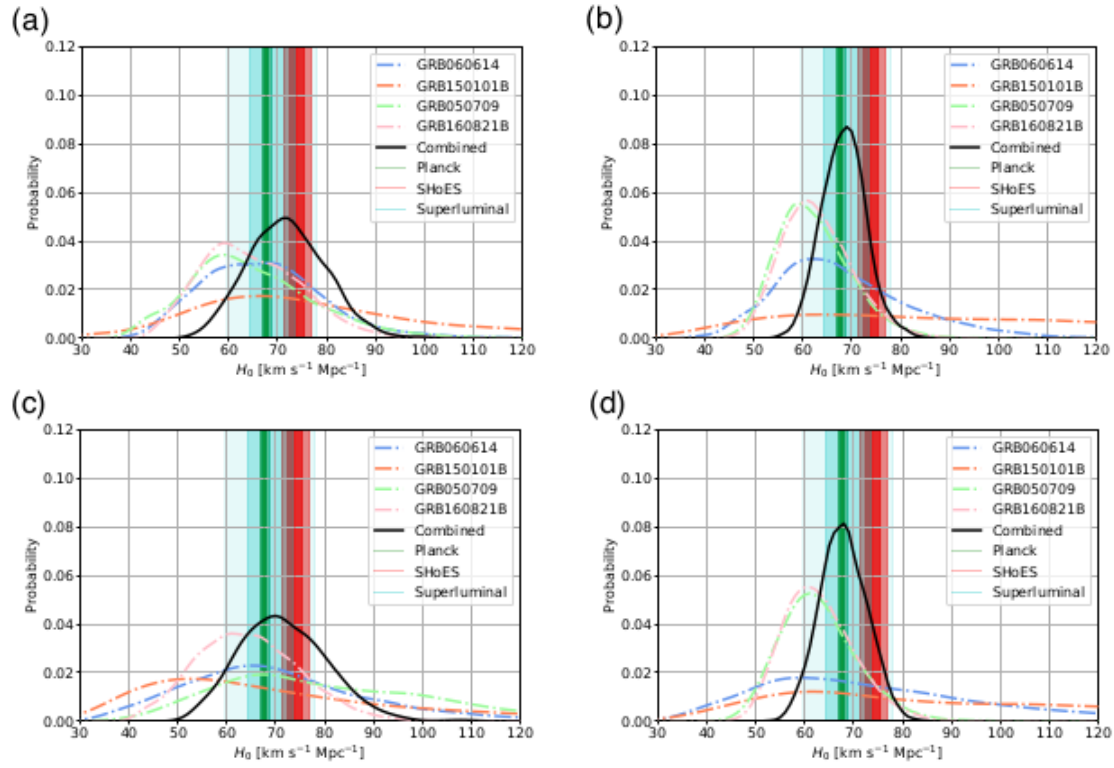 (a)
0.12
0.10
0.08
0.06
0.04
0.02
0.00
Probability
30 40 50 60 70 80 90 100 110 120
H₀ [km s⁻¹ Mpc⁻¹]
GRB060614
GRB150101B
GRB050709
GRB160821B
Combined
Planck
SHoES
Superluminal
(b)
0.12
0.10
0.08
0.06
0.04
0.02
0.00
Probability
30 40 50 60 70 80 90 100 110 120
H₀ [km s⁻¹ Mpc⁻¹]
GRB060614
GRB150101B
GRB050709
GRB160821B
Combined
Planck
SHoES
Superluminal
(c)
0.12
0.10
0.08
0.06
0.04
0.02
0.00
Probability
30 40 50 60 70 80 90 100 110 120
H₀ [km s⁻¹ Mpc⁻¹]
GRB060614
GRB150101B
GRB050709
GRB160821B
Combined
Planck
SHoES
Superluminal
(d)
0.12
0.10
0.08
0.06
0.04
0.02
0.00
Probability
30 40 50 60 70 80 90 100 110 120
H₀ [km s⁻¹ Mpc⁻¹]
GRB060614
GRB150101B
GRB050709
GRB160821B
Combined
Planck
SHoES
Superluminal